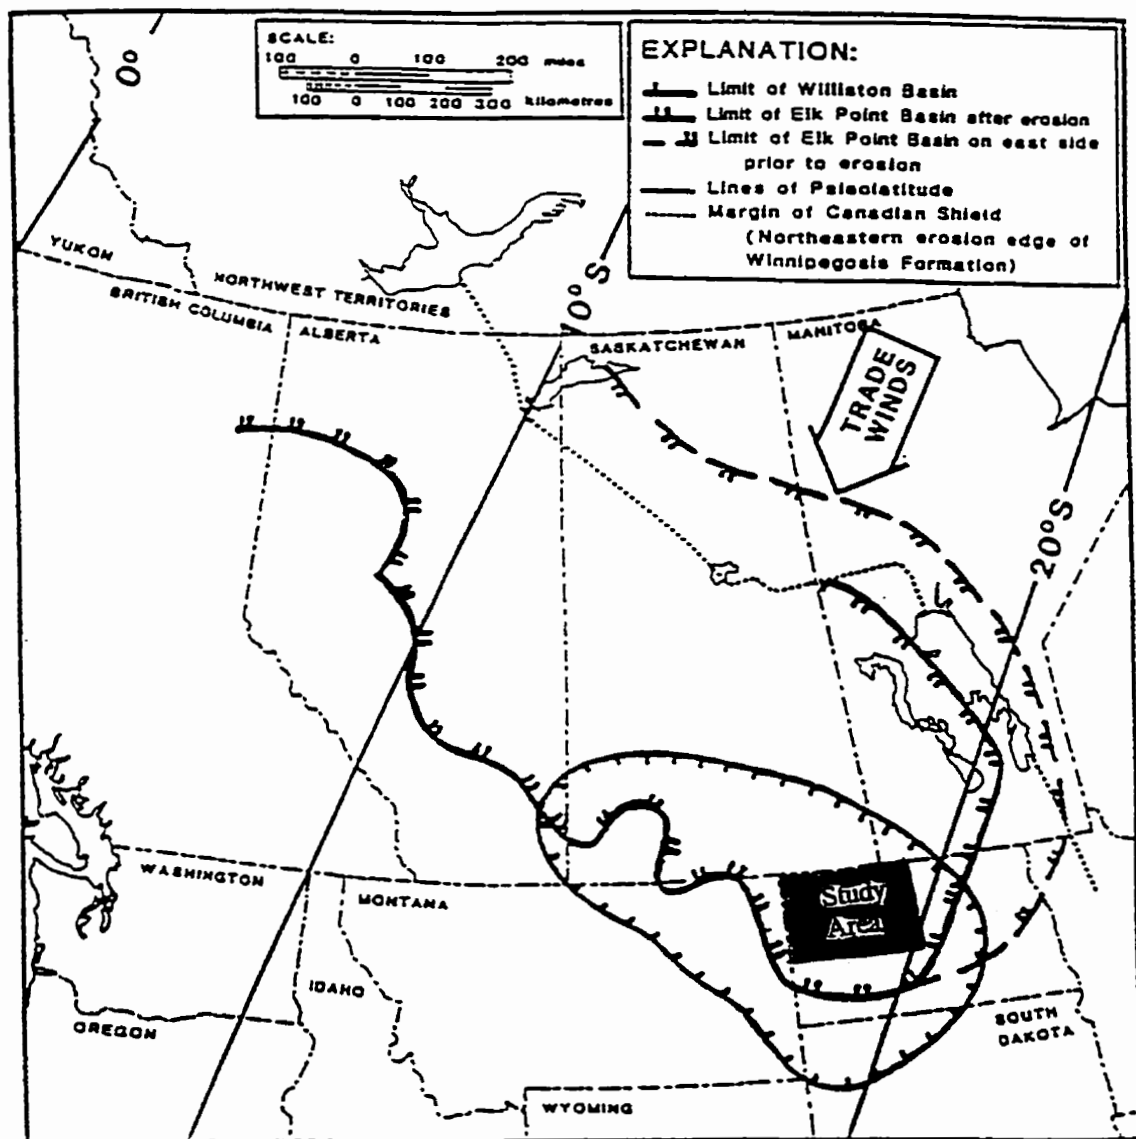 SCALE:
100 0 100 200 miles
100 0 100 200 300 kilometres
EXPLANATION:
Limit of Williston Basin
Limit of Elk Point Basin after erosion
Limit of Elk Point Basin on east side
prior to erosion
Lines of Paleolatitude
Margin of Canadian Shield
(Northeastern erosion edge of
Winnipegosis Formation)
0°
10°S
20°S
YUKON
NORTHWEST TERRITORIES
BRITISH COLUMBIA
ALBERTA
SASKATCHEWAN
MANITOBA
TRADE
WINDS
WASHINGTON
MONTANA
Study
Area
IDAHO
OREGON
SOUTH
DAKOTA
WYOMING